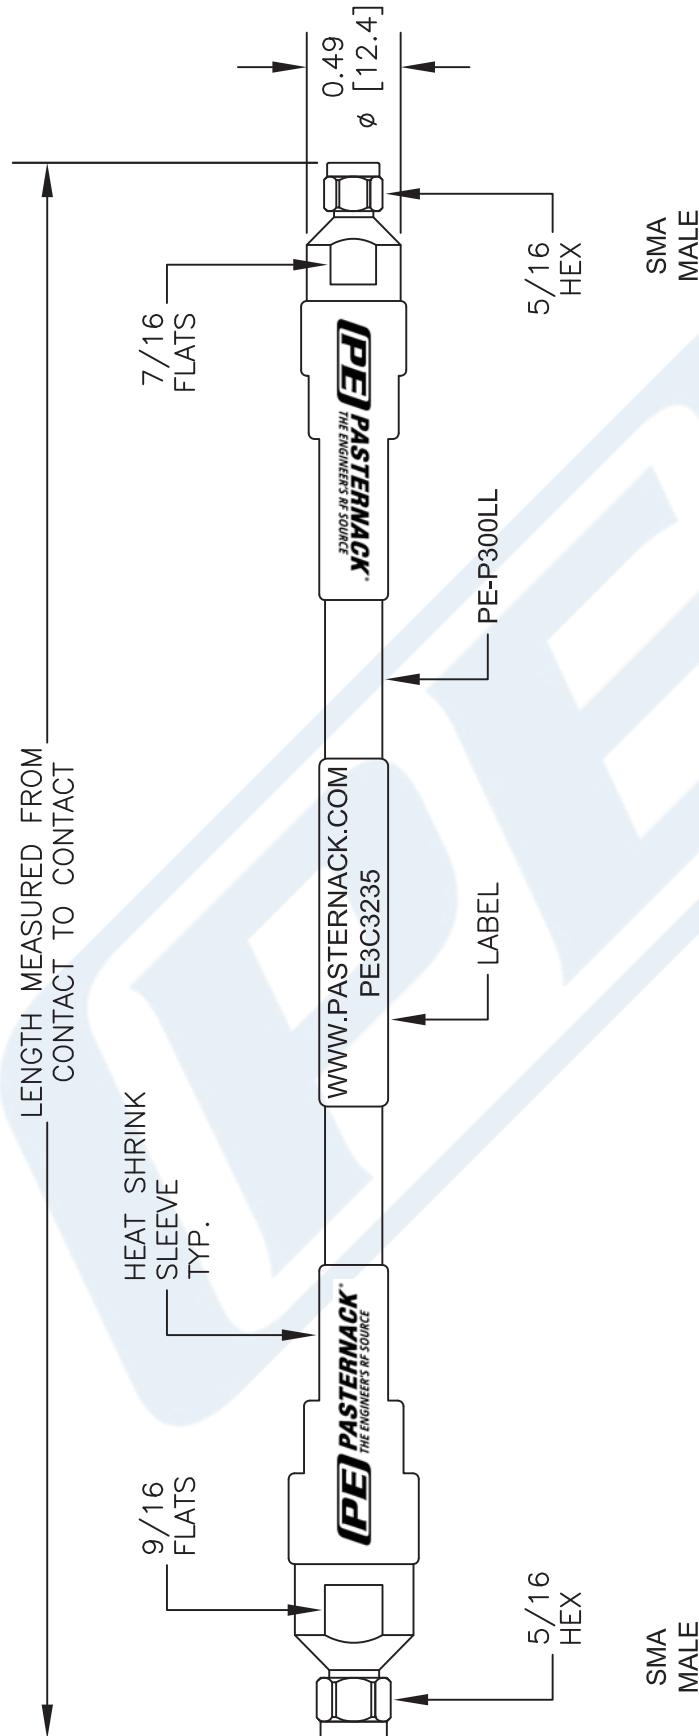 LENGTH MEASURED FROM
CONTACT TO CONTACT
9/16
FLATS
HEAT SHRINK
SLEEVE
TYP.
7/16
FLATS
0.49
ø [12.4]
PE PASTERNACK®
THE ENGINEER'S RF SOURCE
WWW.PASTERNACK.COM
PE3C3235
PE PASTERNACK®
THE ENGINEER'S RF SOURCE
5/16
HEX
LABEL
PE-P300LL
5/16
HEX
SMA
MALE
SMA
MALE
PE